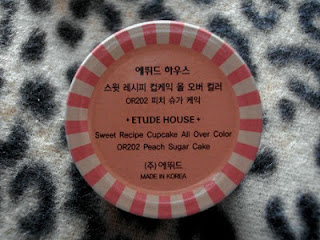 에뛰드 하우스
스윗 레시피 컵케익 올 오버 컬러
OR202 피치 슈가 케익
• ETUDE HOUSE •
Sweet Recipe Cupcake All Over Color
OR202 Peach Sugar Cake
(주)에뛰드
MADE IN KOREA